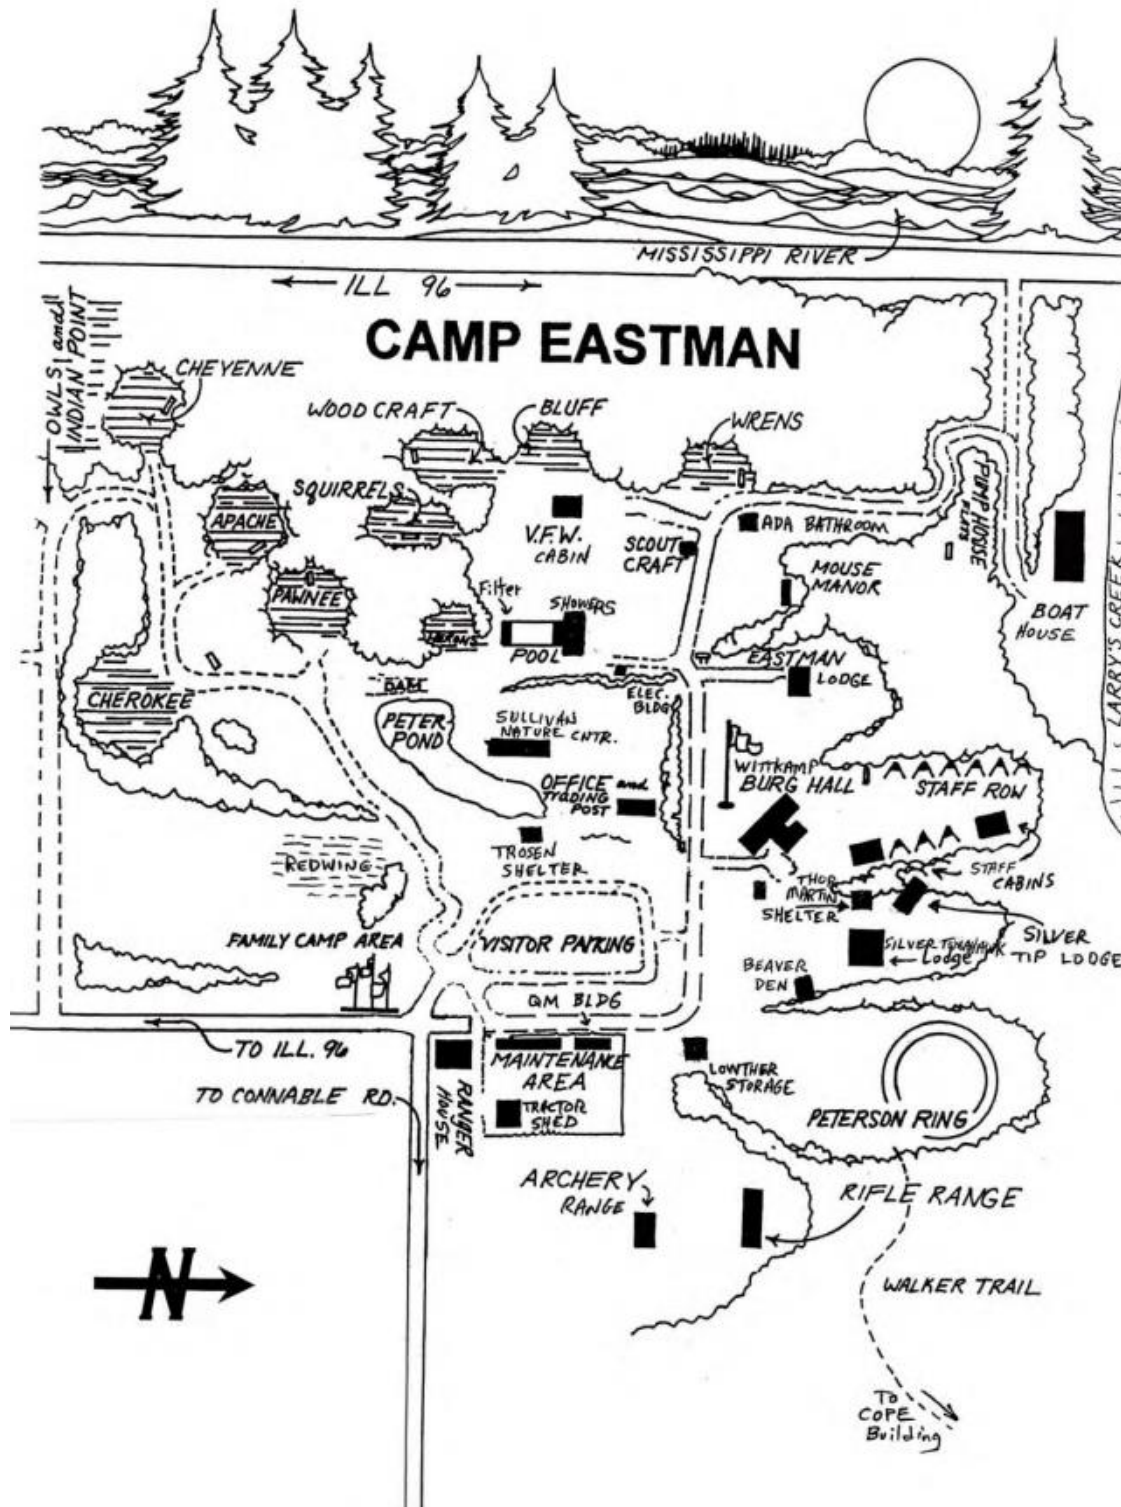 MISSISSIPPI RIVER
ILL 96
CAMP EASTMAN
OWLS and
INDIAN POINT
CHEYENNE
WOOD CRAFT
BLUFF
WRENS
SQUIRRELS
APACHE
V.F.W.
CABIN
SCOUT
CRAFT
ADA BATHROOM
PUMP HOUSE
MOUSE
MANOR
BOAT
HOUSE
LARRY'S CREEK
PAWNEE
Filter
SHOWERS
POOL
EASTMAN
LODGE
ELEC.
BLDG
CHEROKEE
PETER
POND
SULLIVAN
NATURE CNTR.
OFFICE and
TRADING
POST
WITTKAMP
BURG HALL
STAFF ROW
TROSEN
SHELTER
REDWING
STAFF
CABINS
THOR
MARTIN
SHELTER
FAMILY CAMP AREA
VISITOR PARKING
SILVER TOMAHAWK
Lodge
SILVER
TIP LODGE
BEAVER
DEN
QM BLDG
TO ILL. 96
MAINTENANCE
AREA
LOWTHER
STORAGE
TO CONNABLE RD.
RANGER
HOUSE
TRACTOR
SHED
PETERSON RING
ARCHERY
RANGE
RIFLE RANGE
N
WALKER TRAIL
TO
COPE
Building